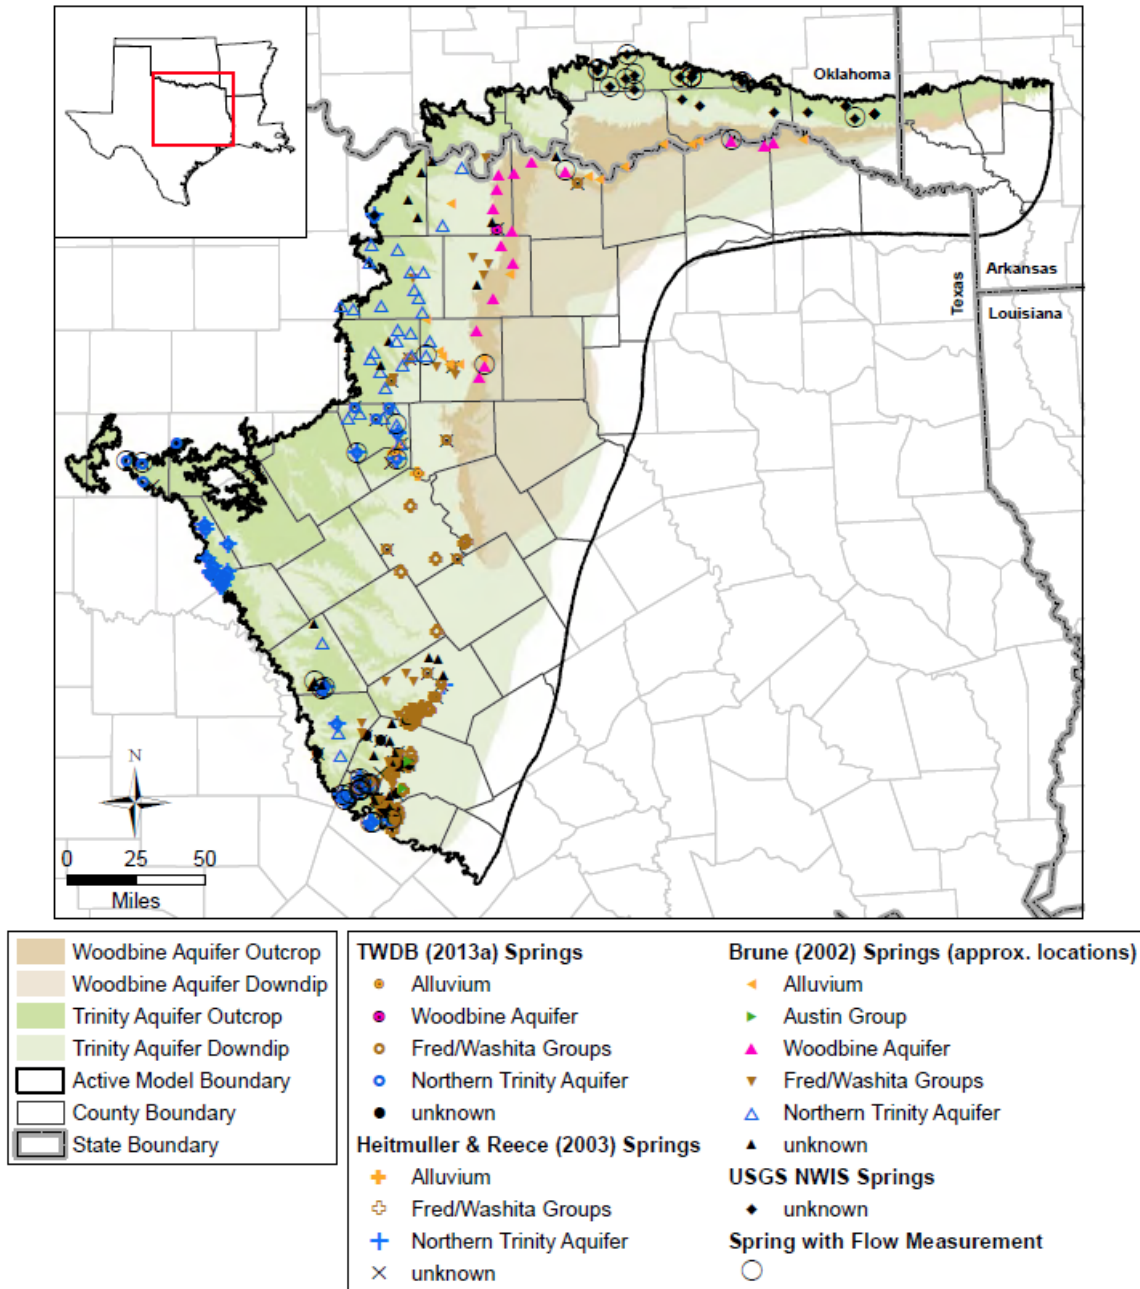 Oklahoma
Arkansas
Texas
Louisiana
N
0 25 50
Miles
Woodbine Aquifer Outcrop
Woodbine Aquifer Downdip
Trinity Aquifer Outcrop
Trinity Aquifer Downdip
Active Model Boundary
County Boundary
State Boundary
TWDB (2013a) Springs
Alluvium
Woodbine Aquifer
Fred/Washita Groups
Northern Trinity Aquifer
unknown
Heitmuller & Reece (2003) Springs
Alluvium
Fred/Washita Groups
Northern Trinity Aquifer
unknown
Brune (2002) Springs (approx. locations)
Alluvium
Austin Group
Woodbine Aquifer
Fred/Washita Groups
Northern Trinity Aquifer
unknown
USGS NWIS Springs
unknown
Spring with Flow Measurement